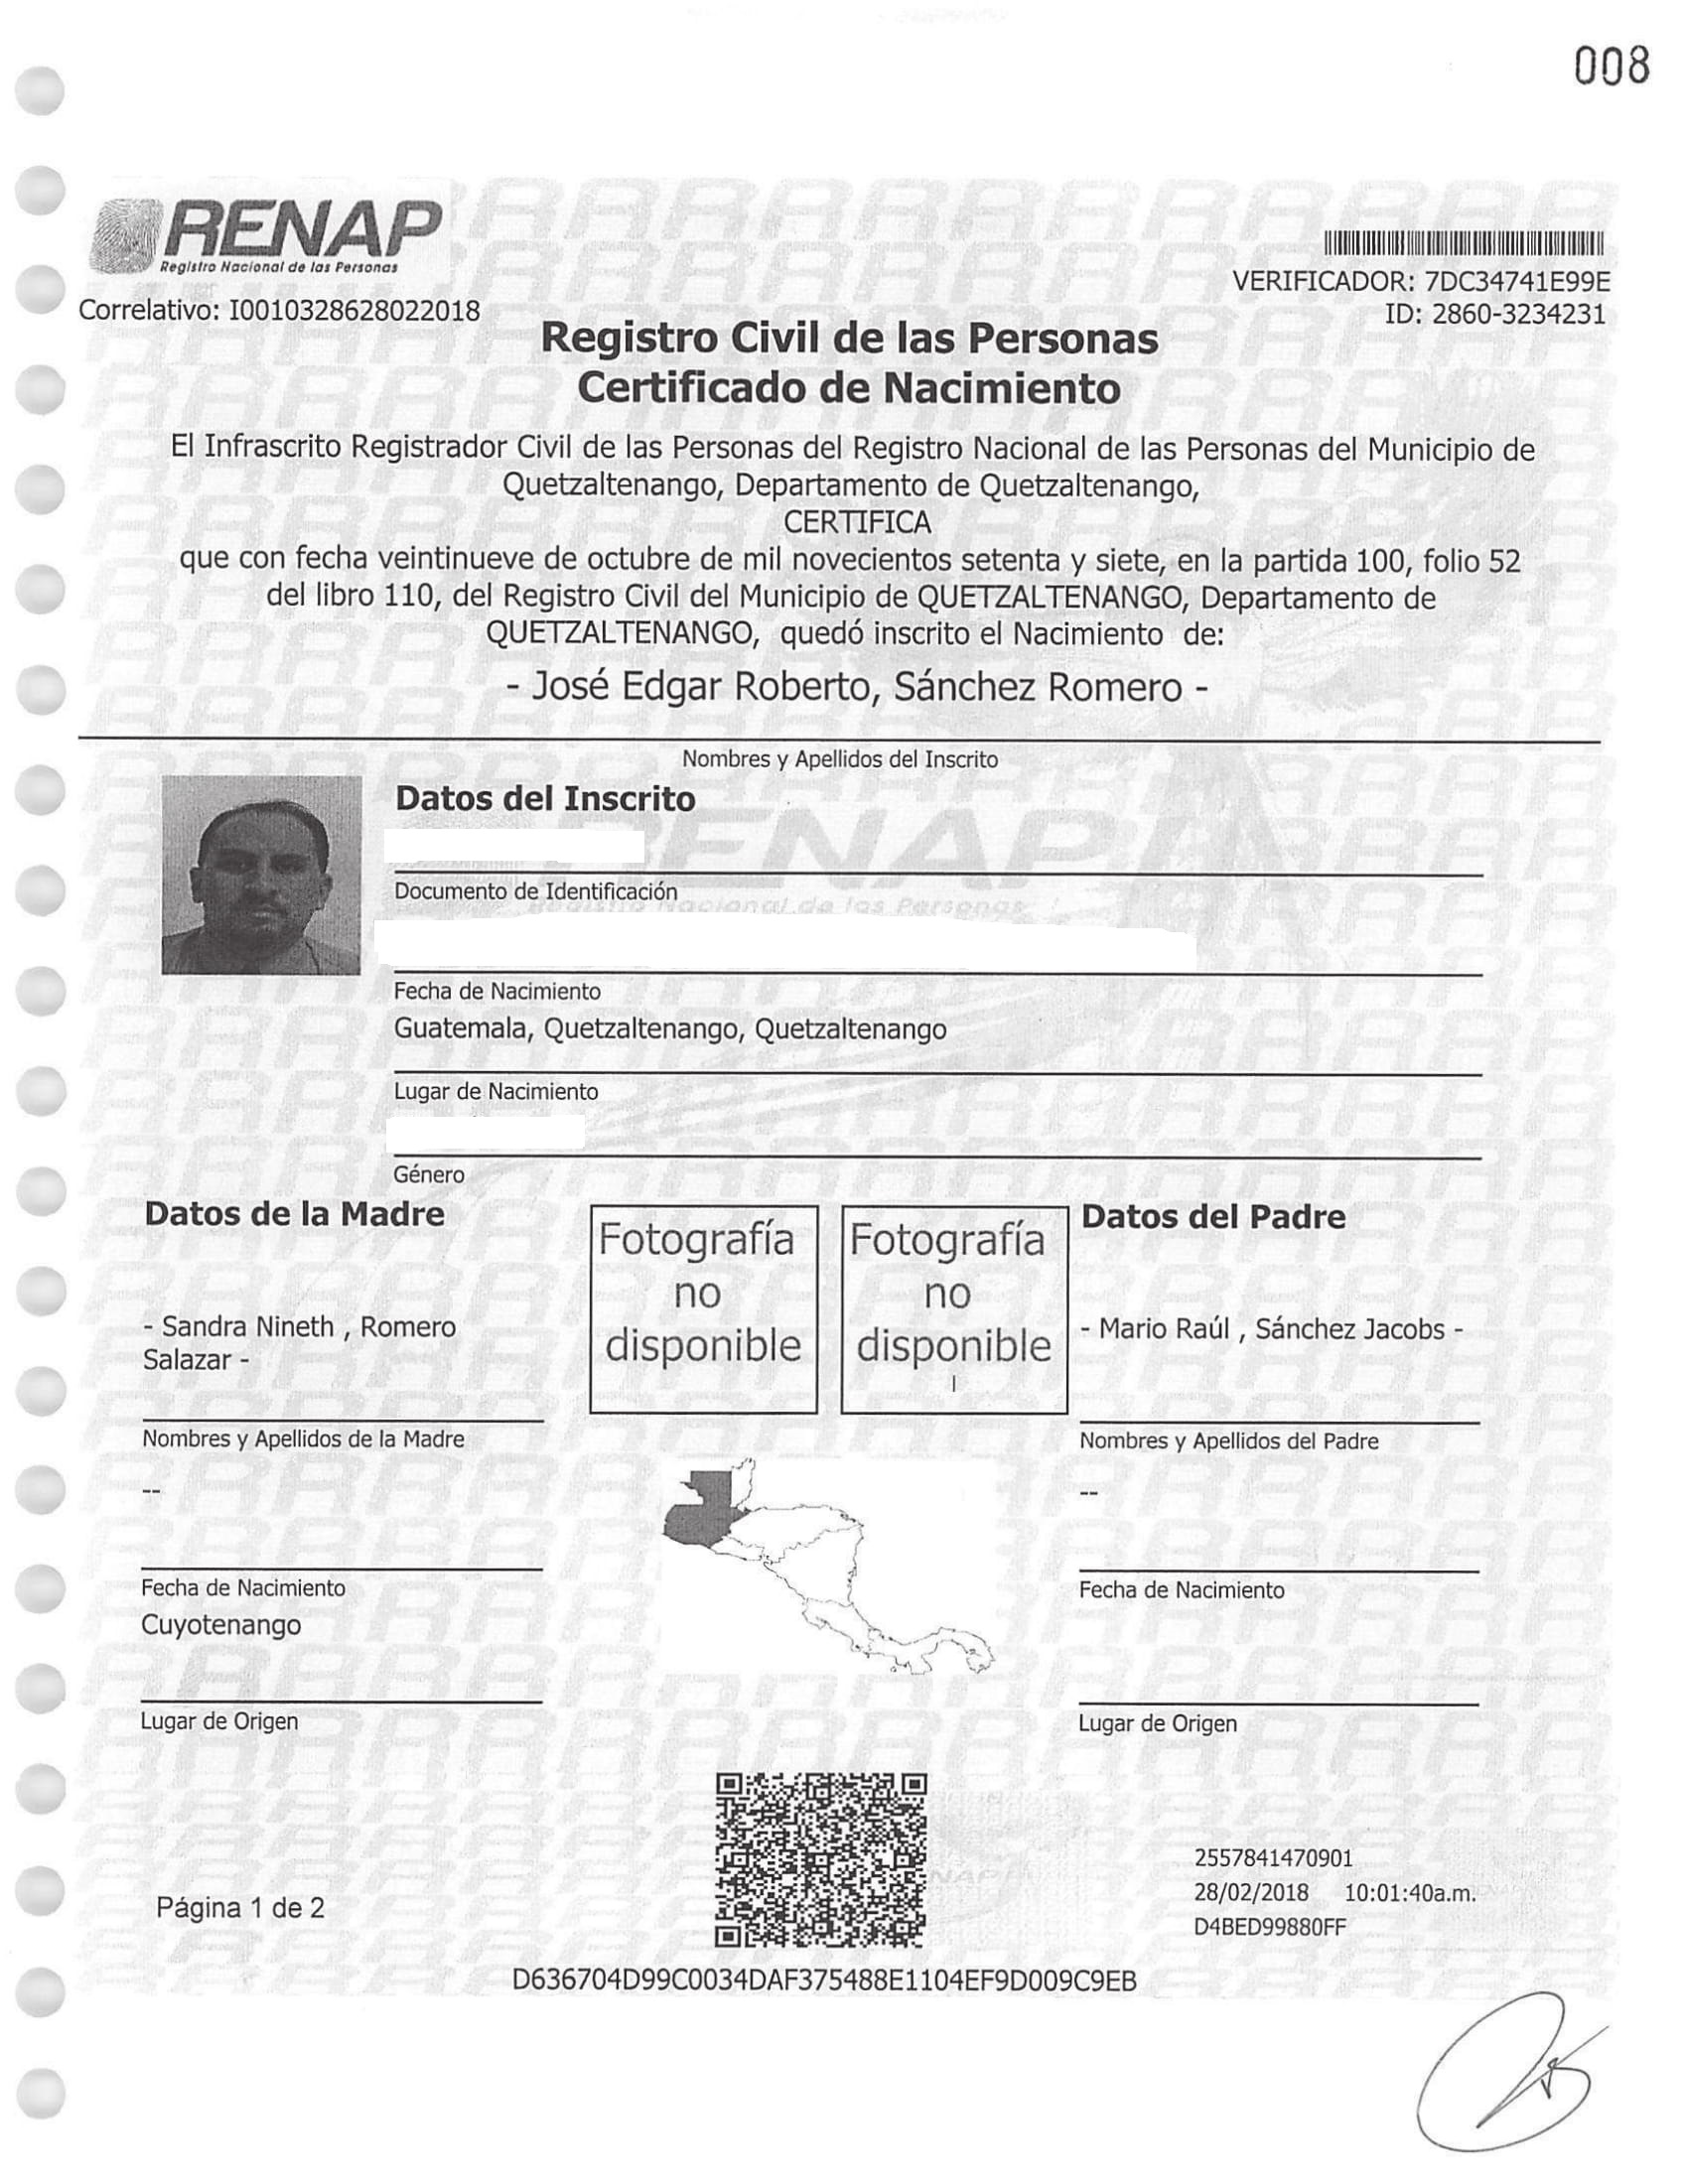 008
RENAP
Registro Nacional de las Personas
Correlativo: I0010328628022018
VERIFICADOR: 7DC34741E99E
ID: 2860-3234231
Registro Civil de las Personas
Certificado de Nacimiento
El Infrascrito Registrador Civil de las Personas del Registro Nacional de las Personas del Municipio de
Quetzaltenango, Departamento de Quetzaltenango,
CERTIFICA
que con fecha veintinueve de octubre de mil novecientos setenta y siete, en la partida 100, folio 52
del libro 110, del Registro Civil del Municipio de QUETZALTENANGO, Departamento de
QUETZALTENANGO, quedó inscrito el Nacimiento de:
- José Edgar Roberto, Sánchez Romero -
Nombres y Apellidos del Inscrito
Datos del Inscrito
Documento de Identificación
Fecha de Nacimiento
Guatemala, Quetzaltenango, Quetzaltenango
Lugar de Nacimiento
Género
Datos de la Madre
Fotografía
no
disponible
Fotografía
no
disponible
Datos del Padre
- Sandra Nineth , Romero
Salazar -
- Mario Raúl , Sánchez Jacobs -
Nombres y Apellidos de la Madre
Nombres y Apellidos del Padre
--
--
Fecha de Nacimiento
Fecha de Nacimiento
Cuyotenango
Lugar de Origen
Lugar de Origen
2557841470901
28/02/2018 10:01:40a.m.
D4BED99880FF
Página 1 de 2
D636704D99C0034DAF375488E1104EF9D009C9EB